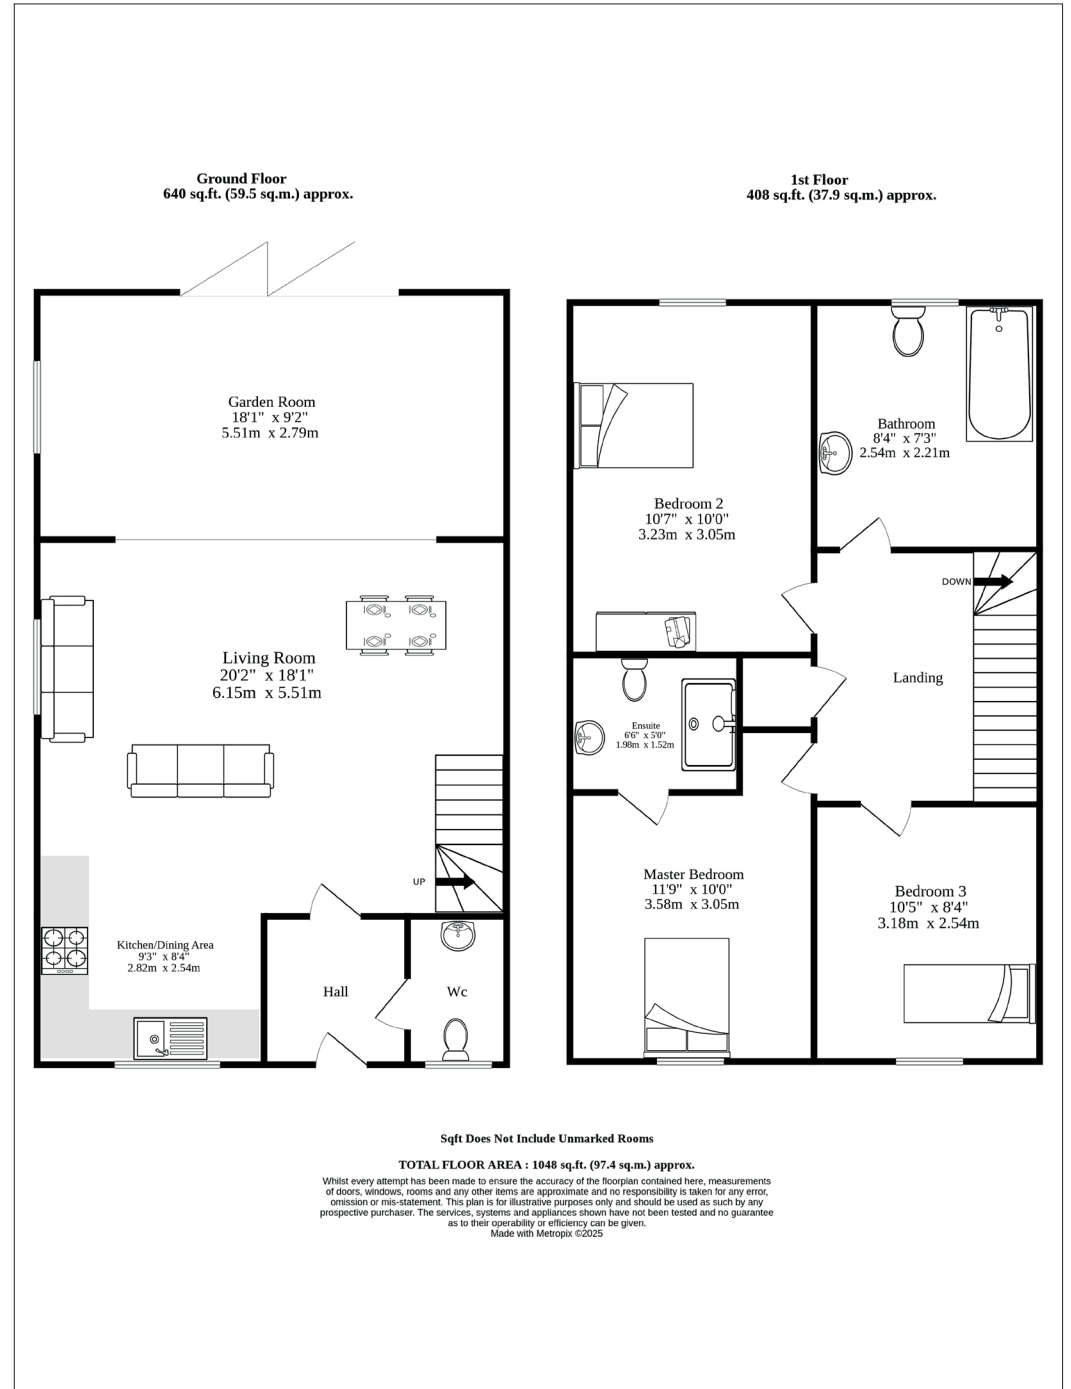 Ground Floor
640 sq.ft. (59.5 sq.m.) approx.
Garden Room
18'1" x 9'2"
5.51m x 2.79m
Living Room
20'2" x 18'1"
6.15m x 5.51m
UP
Kitchen/Dining Area
9'3" x 8'4"
2.82m x 2.54m
Hall
Wc
1st Floor
408 sq.ft. (37.9 sq.m.) approx.
Bathroom
8'4" x 7'3"
2.54m x 2.21m
Bedroom 2
10'7" x 10'0"
3.23m x 3.05m
DOWN
Landing
Ensuite
6'6" x 5'0"
1.98m x 1.52m
Master Bedroom
11'9" x 10'0"
3.58m x 3.05m
Bedroom 3
10'5" x 8'4"
3.18m x 2.54m
Sqft Does Not Include Unmarked Rooms
TOTAL FLOOR AREA : 1048 sq.ft. (97.4 sq.m.) approx.
Whilst every attempt has been made to ensure the accuracy of the floorplan contained here, measurements
of doors, windows, rooms and any other items are approximate and no responsibility is taken for any error,
omission or mis-statement. This plan is for illustrative purposes only and should be used as such by any
prospective purchaser. The services, systems and appliances shown have not been tested and no guarantee
as to their operability or efficiency can be given.
Made with Metropix ©2025